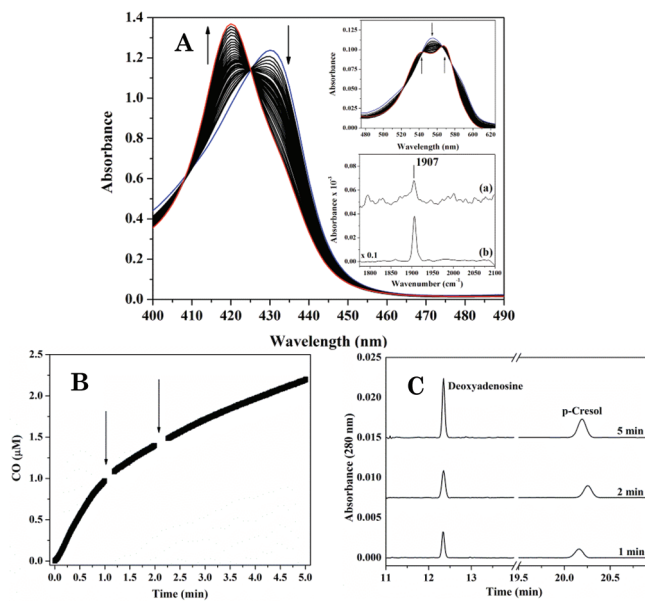 A
1.4
1.2
1.0
0.8
0.6
0.4
0.2
0.0
Absorbance
400 410 420 430 440 450 460 470 480 490
Wavelength (nm)
0.125
0.100
0.075
0.050
0.025
0.000
Absorbance
500 520 540 560 580 600 620
Wavelength (nm)
0.08
0.06
0.04
0.02
0.00
Absorbance x 10⁻³
1907
(a)
(b)
x 0.1
1800 1850 1900 1950 2000 2050 2100
Wavenumber (cm⁻¹)
B
2.5
2.0
1.5
1.0
0.5
0.0
CO (μM)
0.0 0.5 1.0 1.5 2.0 2.5 3.0 3.5 4.0 4.5 5.0
Time (min)
C
0.025
0.020
0.015
0.010
0.005
0.000
Absorbance (280 nm)
Deoxyadenosine
p-Cresol
5 min
2 min
1 min
11 12 13 19.5 20.0 20.5
Time (min)